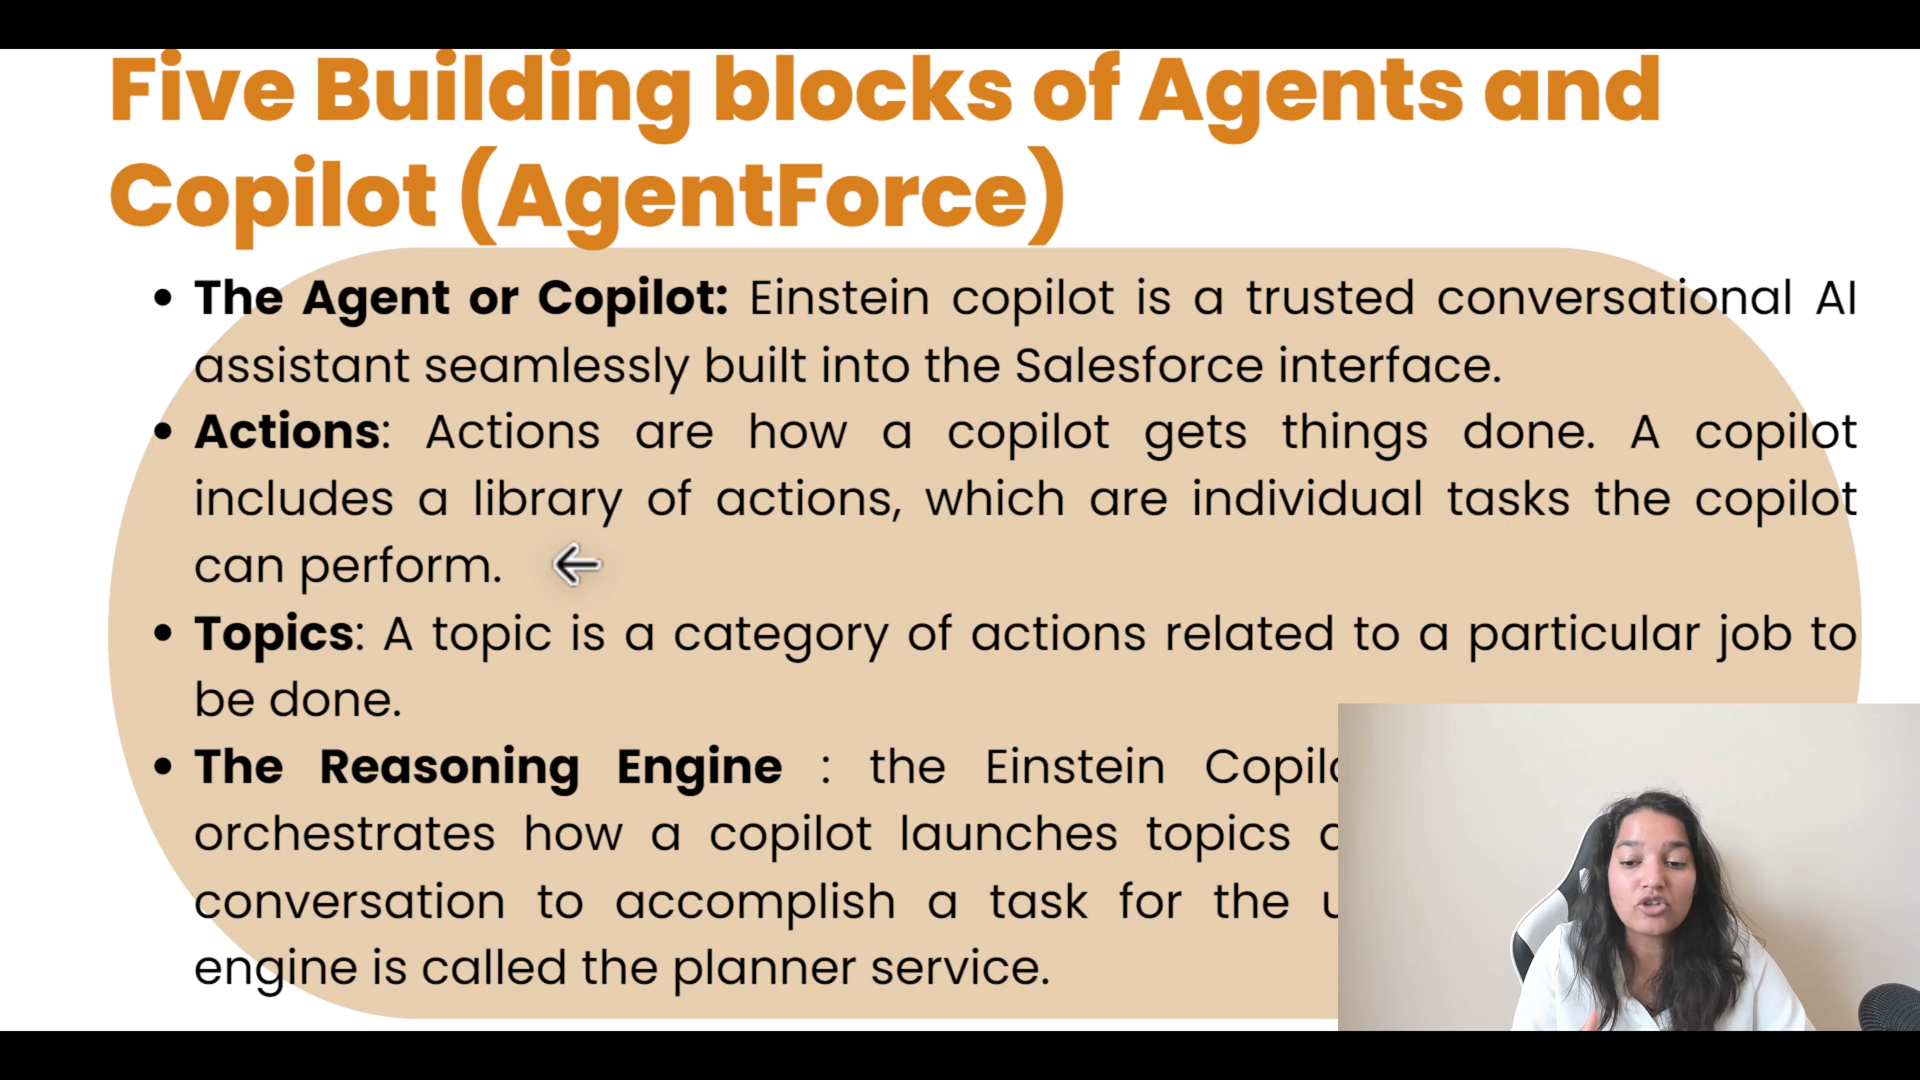 Five Building blocks of Agents and
Copilot (AgentForce)
• The Agent or Copilot: Einstein copilot is a trusted conversational AI
assistant seamlessly built into the Salesforce interface.
• Actions: Actions are how a copilot gets things done. A copilot
includes a library of actions, which are individual tasks the copilot
can perform.
• Topics: A topic is a category of actions related to a particular job to
be done.
• The Reasoning Engine : the Einstein
orchestrates how a copilot launches topics
conversation to accomplish a task for the
engine is called the planner service.